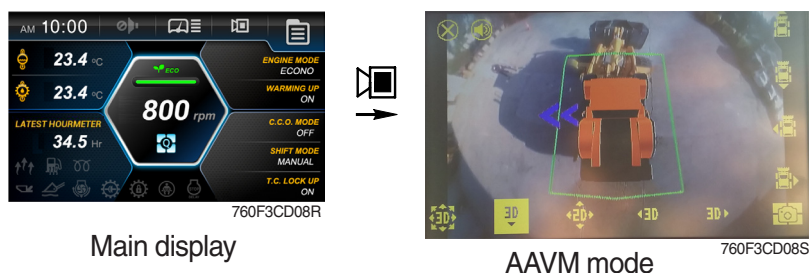 AM 10:00
23.4 ℃
23.4 ℃
LATEST HOURMETER
34.5 Hr
ECO
800 rpm
ENGINE MODE
ECONO
WARMING UP
ON
C.C.O. MODE
OFF
SHIFT MODE
MANUAL
T.C. LOCK UP
ON
760F3CD08R
Main display
3D
3D
2D
3D
3D
760F3CD08S
AAVM mode